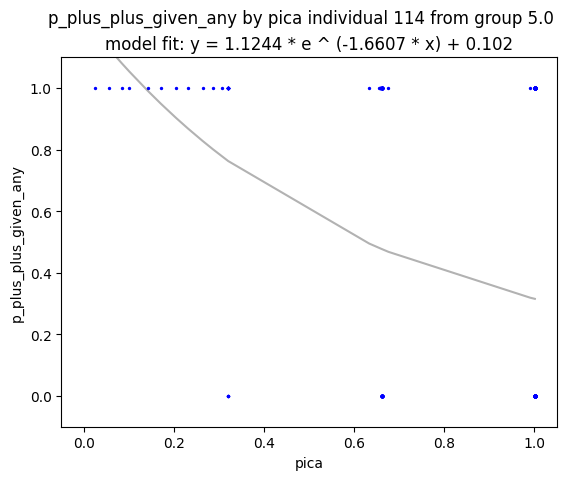 p_plus_plus_given_any by pica individual 114 from group 5.0
model fit: y = 1.1244 * e ^ (-1.6607 * x) + 0.102
1.0
0.8
0.6
0.4
0.2
0.0
p_plus_plus_given_any
0.0 0.2 0.4 0.6 0.8 1.0
pica